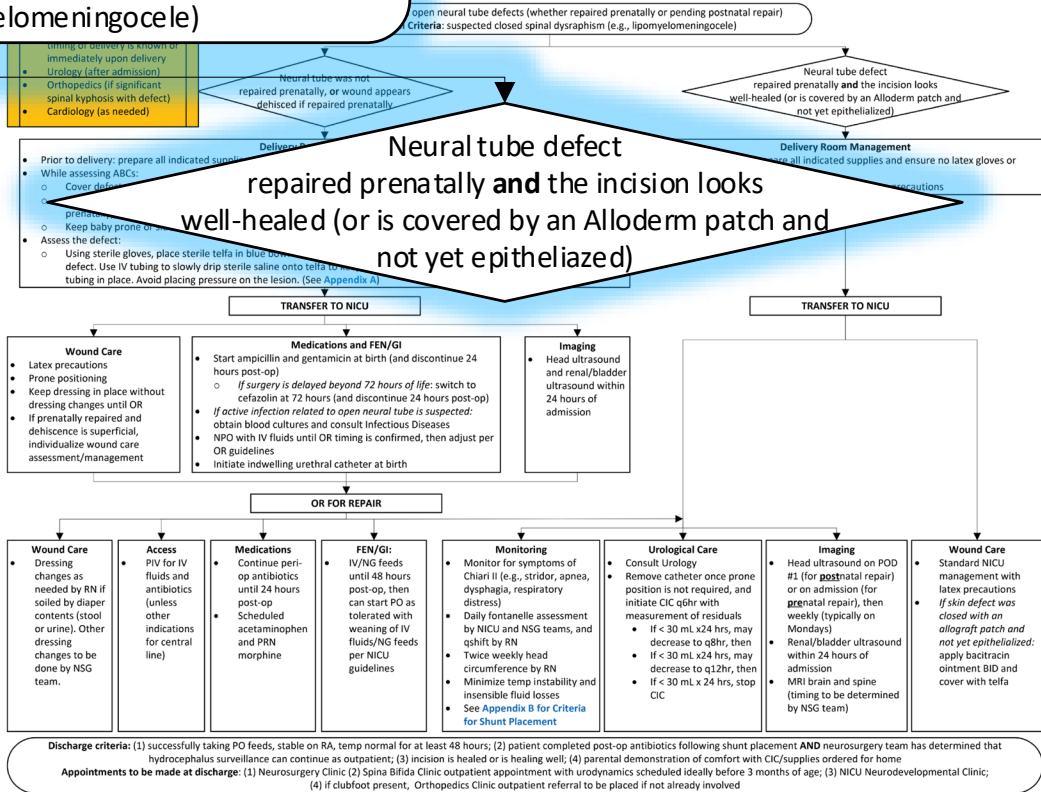 elomeningocele)
open neural tube defects (whether repaired prenatally or pending postnatal repair)
Criteria: suspected closed spinal dysraphism (e.g., lipomyelomeningocele)
timing of delivery is known or
immediately upon delivery
• Urology (after admission)
• Orthopedics (if significant
spinal kyphosis with defect)
• Cardiology (as needed)
Neural tube was not
repaired prenatally, or wound appears
dehisced if repaired prenatally
Neural tube defect
repaired prenatally and the incision looks
well-healed (or is covered by an Alloderm patch and
not yet epithelialized)
Neural tube defect
repaired prenatally and the incision looks
well-healed (or is covered by an Alloderm patch and
not yet epitheliazed)
• Prior to delivery: prepare all indicated
• While assessing ABCs:
o Cover
o Keep baby prone
• Assess the defect:
o Using sterile gloves, place sterile telfa in blue
defect. Use IV tubing to slowly drip sterile saline onto telfa to
tubing in place. Avoid placing pressure on the lesion. (See Appendix A)
Delivery Room Management
all indicated supplies and ensure no latex gloves or
TRANSFER TO NICU
TRANSFER TO NICU
Wound Care
• Latex precautions
• Prone positioning
• Keep dressing in place without
dressing changes until OR
• If prenatally repaired and
dehiscence is superficial,
individualize wound care
assessment/management
Medications and FEN/GI
• Start ampicillin and gentamicin at birth (and discontinue 24
hours post-op)
o If surgery is delayed beyond 72 hours of life: switch to
cefazolin at 72 hours (and discontinue 24 hours post-op)
• If active infection related to open neural tube is suspected:
obtain blood cultures and consult Infectious Diseases
• NPO with IV fluids until OR timing is confirmed, then adjust per
OR guidelines
• Initiate indwelling urethral catheter at birth
Imaging
• Head ultrasound
and renal/bladder
ultrasound within
24 hours of
admission
OR FOR REPAIR
Wound Care
• Dressing
changes as
needed by RN if
soiled by diaper
contents (stool
or urine). Other
dressing
changes to be
done by NSG
team.
Access
• PIV for IV
fluids and
antibiotics
(unless
other
indications
for central
line)
Medications
• Continue peri-
op antibiotics
until 24 hours
post-op
• Scheduled
acetaminophen
and PRN
morphine
FEN/GI:
• IV/NG feeds
until 48 hours
post-op, then
can start PO as
tolerated with
weaning of IV
fluids/NG feeds
per NICU
guidelines
Monitoring
• Monitor for symptoms of
Chiari II (e.g., stridor, apnea,
dysphagia, respiratory
distress)
• Daily fontanelle assessment
by NICU and NSG teams, and
qshift by RN
• Twice weekly head
circumference by RN
• Minimize temp instability and
insensible fluid losses
• See Appendix B for Criteria
for Shunt Placement
Urological Care
• Consult Urology
• Remove catheter once prone
position is not required, and
initiate CIC q6hr with
measurement of residuals
• If < 30 mL x24 hrs, may
decrease to q8hr, then
• If < 30 mL x24 hrs, may
decrease to q12hr, then
• If < 30 mL x 24 hrs, stop
CIC
Imaging
• Head ultrasound on POD
#1 (for postnatal repair)
or on admission (for
prenatal repair), then
weekly (typically on
Mondays)
• Renal/bladder ultrasound
within 24 hours of
admission
• MRI brain and spine
(timing to be determined
by NSG team)
Wound Care
• Standard NICU
management with
latex precautions
• If skin defect was
closed with an
allograft patch and
not yet epithelialized:
apply bacitracin
ointment BID and
cover with telfa
Discharge criteria: (1) successfully taking PO feeds, stable on RA, temp normal for at least 48 hours; (2) patient completed post-op antibiotics following shunt placement AND neurosurgery team has determined that
hydrocephalus surveillance can continue as outpatient; (3) incision is healed or is healing well; (4) parental demonstration of comfort with CIC/supplies ordered for home
Appointments to be made at discharge: (1) Neurosurgery Clinic (2) Spina Bifida Clinic outpatient appointment with urodynamics scheduled ideally before 3 months of age; (3) NICU Neurodevelopmental Clinic;
(4) if clubfoot present, Orthopedics Clinic outpatient referral to be placed if not already involved